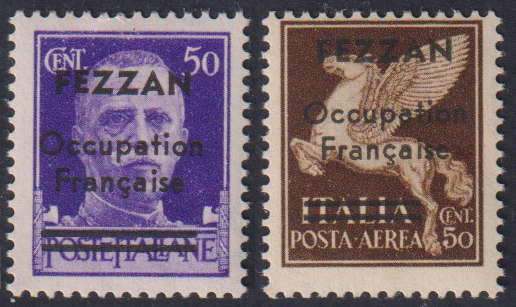 CENT. 50
FEZZAN
Occupation
Française
POSTE ITALIANE
FEZZAN
Occupation
Française
ITALIA
POSTA-AEREA CENT. 50